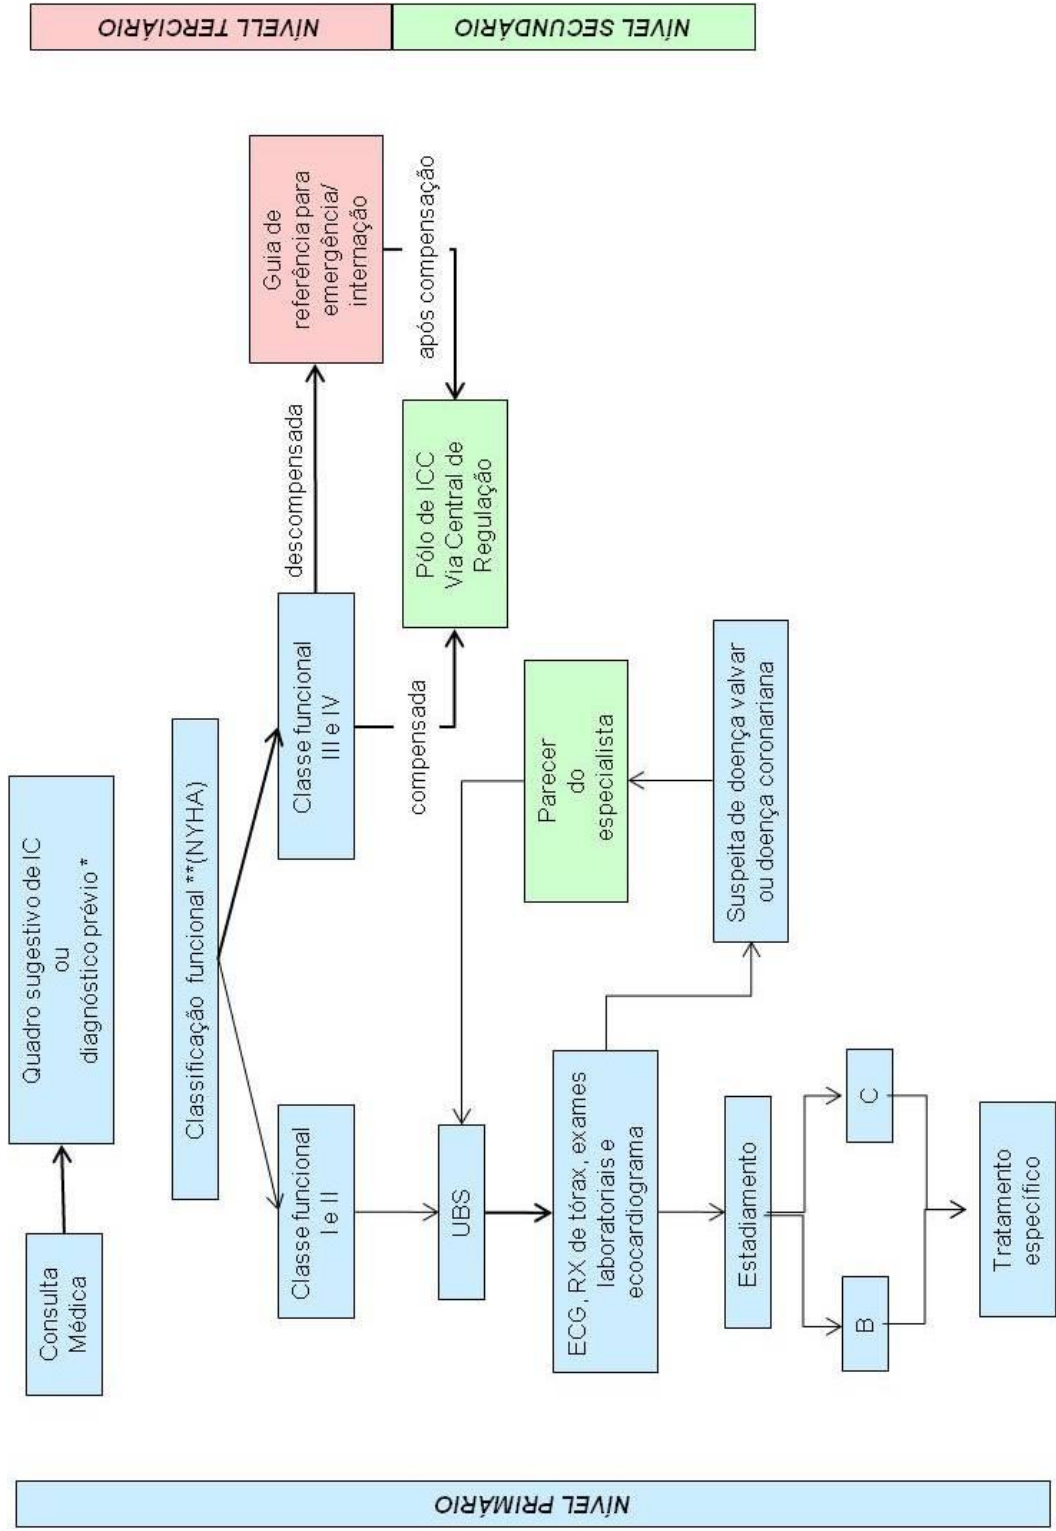 Consulta
Médica
Quadro sugestivo de IC
ou
diagnóstico prévio *
Classificação funcional **(NYHA)
Classe funcional
I e II
Classe funcional
III e IV
descompensada
Guia de
referência para
emergência/
internação
compensada
após compensação
Pólo de ICC
Via Central de
Regulação
UBS
Parecer
do
especialista
ECG, RX de tórax, exames
laboratoriais e
ecocardiograma
Suspeita de doença valvar
ou doença coronariana
Estadiamento
B
C
Tratamento
específico
NÍVEL PRIMÁRIO
NÍVELL TERCIÁRIO
NÍVEL SECUNDÁRIO